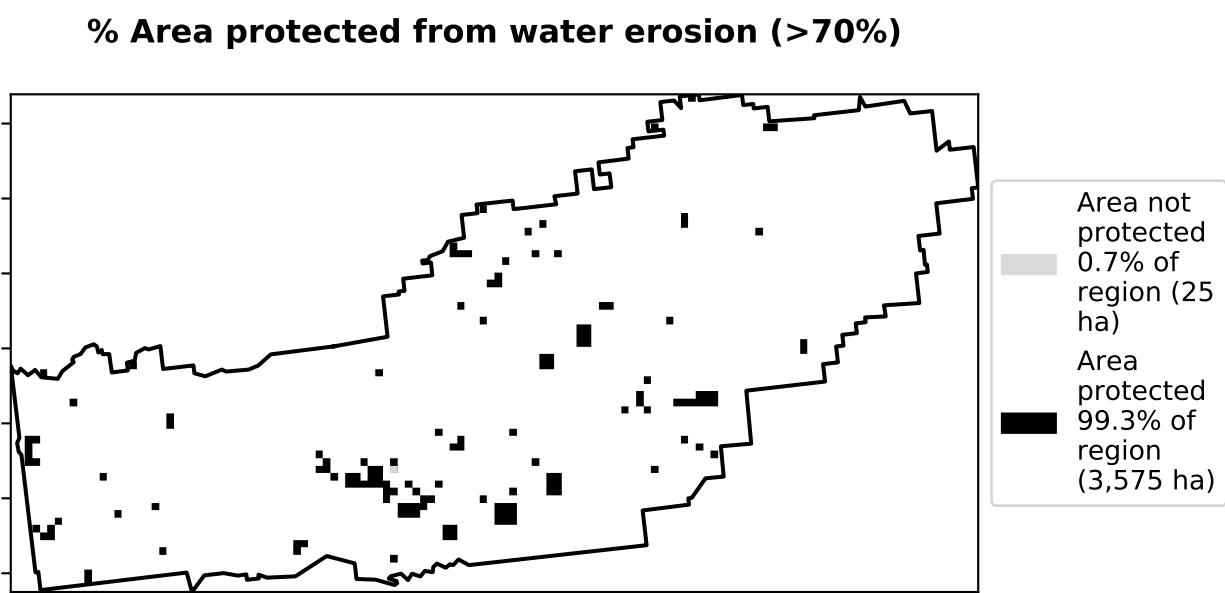 % Area protected from water erosion (>70%)
Area not
protected
0.7% of
region (25
ha)
Area
protected
99.3% of
region
(3,575 ha)